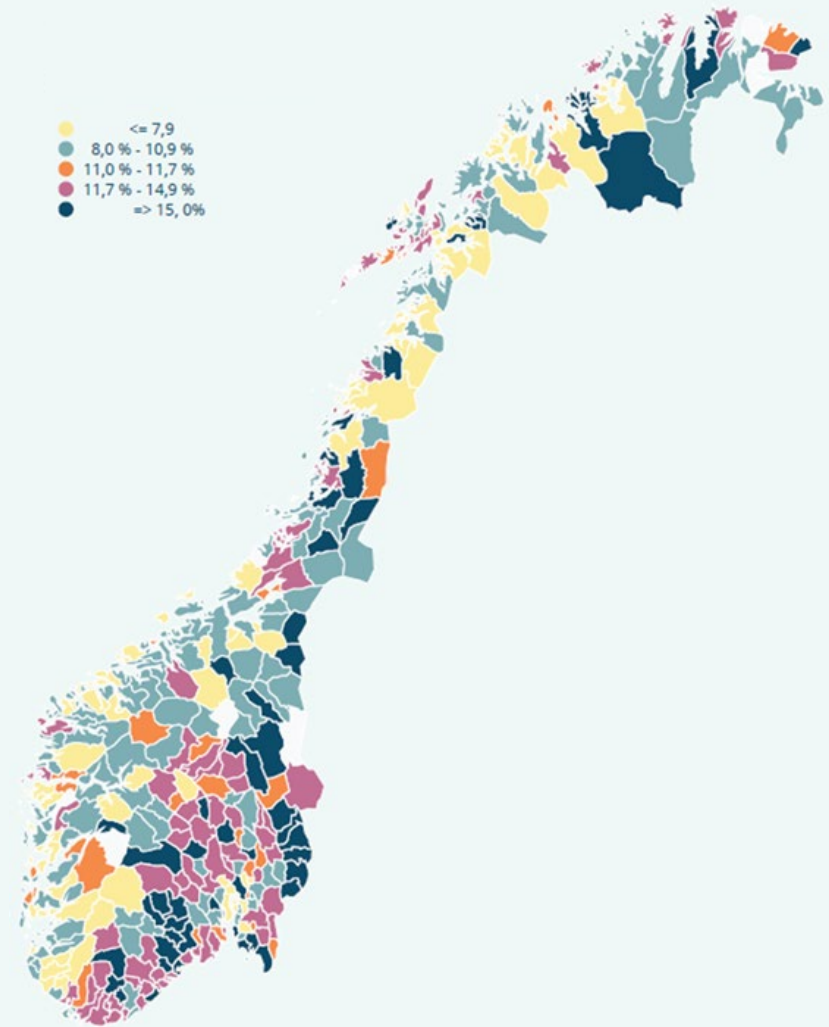 <= 7,9
8,0 % - 10,9 %
11,0 % - 11,7 %
11,7 % - 14,9 %
=> 15, 0%